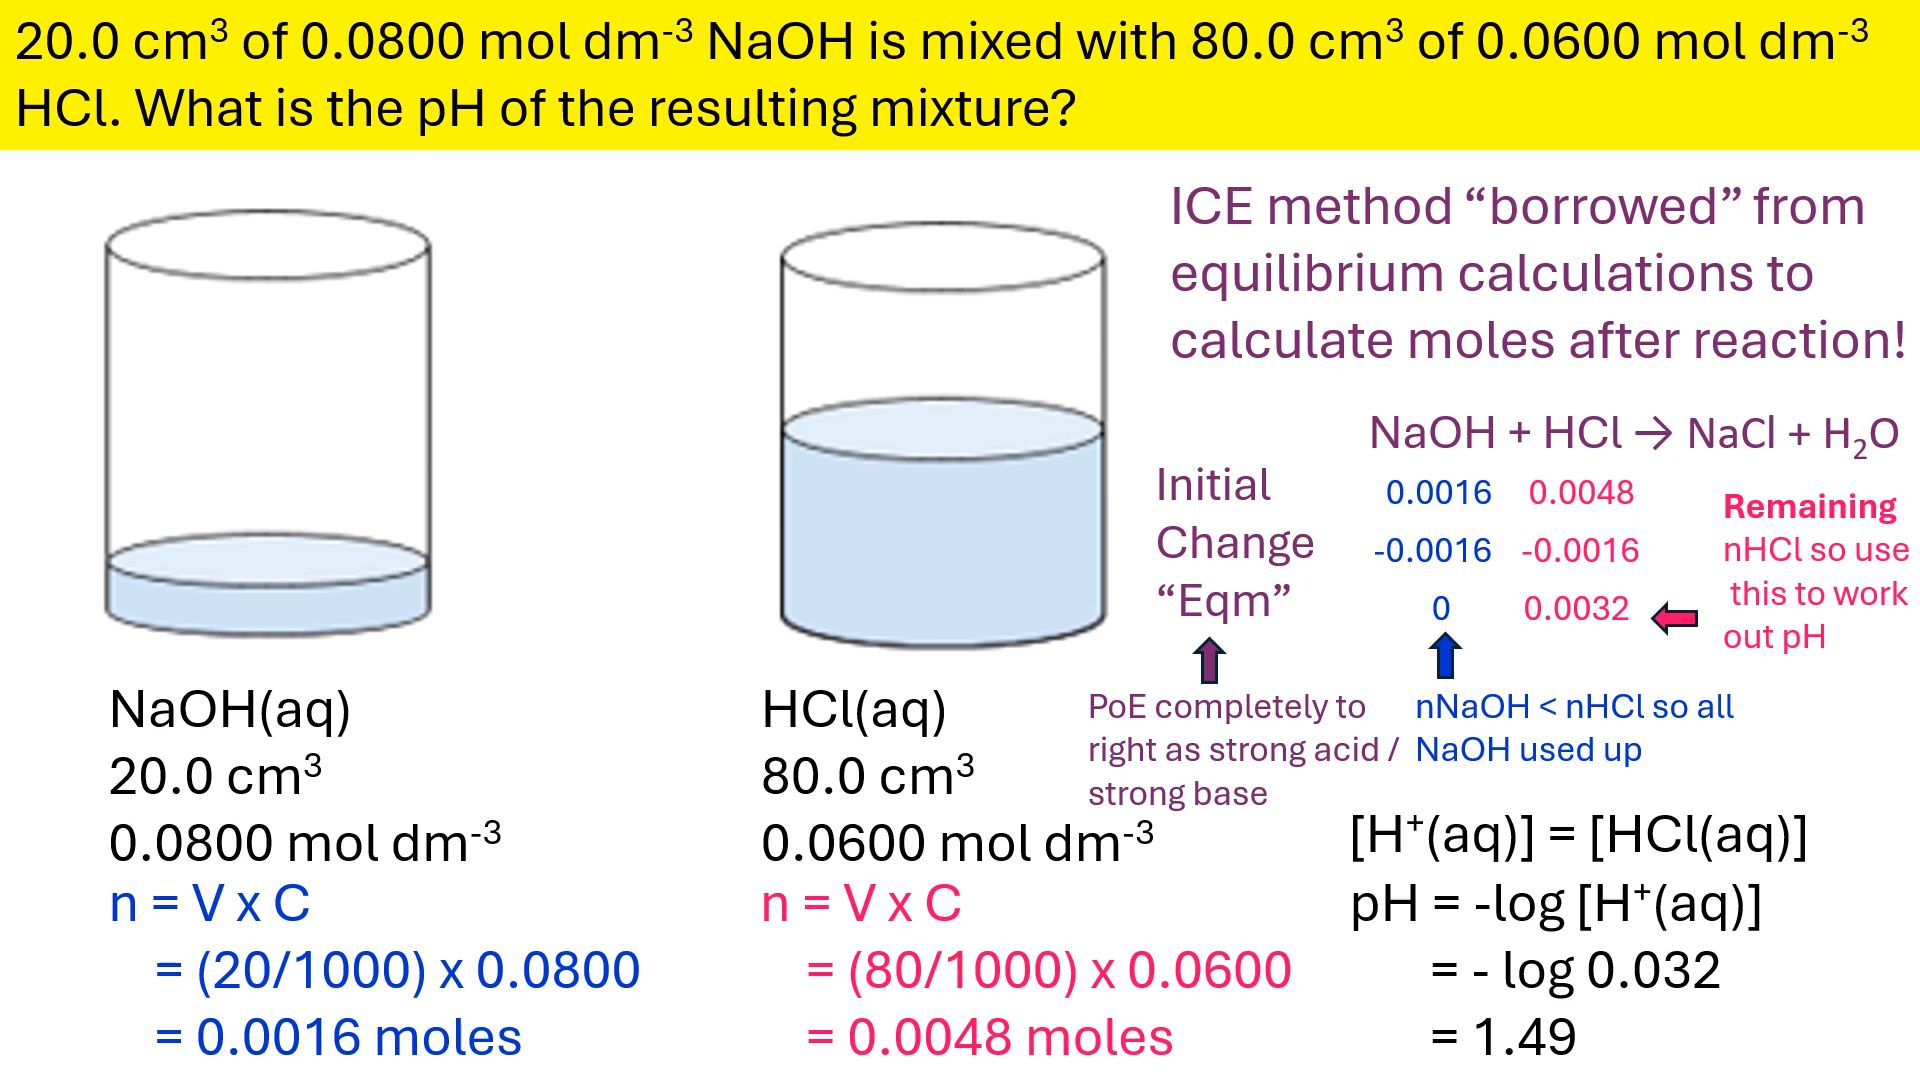 20.0 cm³ of 0.0800 mol dm⁻³ NaOH is mixed with 80.0 cm³ of 0.0600 mol dm⁻³
HCl. What is the pH of the resulting mixture?
ICE method “borrowed” from
equilibrium calculations to
calculate moles after reaction!
NaOH + HCl → NaCl + H₂O
Initial 0.0016 0.0048
Change -0.0016 -0.0016
“Eqm” 0 0.0032
Remaining
nHCl so use
this to work
out pH
PoE completely to
right as strong acid /
strong base
nNaOH < nHCl so all
NaOH used up
NaOH(aq)
20.0 cm³
0.0800 mol dm⁻³
n = V x C
= (20/1000) x 0.0800
= 0.0016 moles
HCl(aq)
80.0 cm³
0.0600 mol dm⁻³
n = V x C
= (80/1000) x 0.0600
= 0.0048 moles
[H⁺(aq)] = [HCl(aq)]
pH = -log [H⁺(aq)]
= - log 0.032
= 1.49